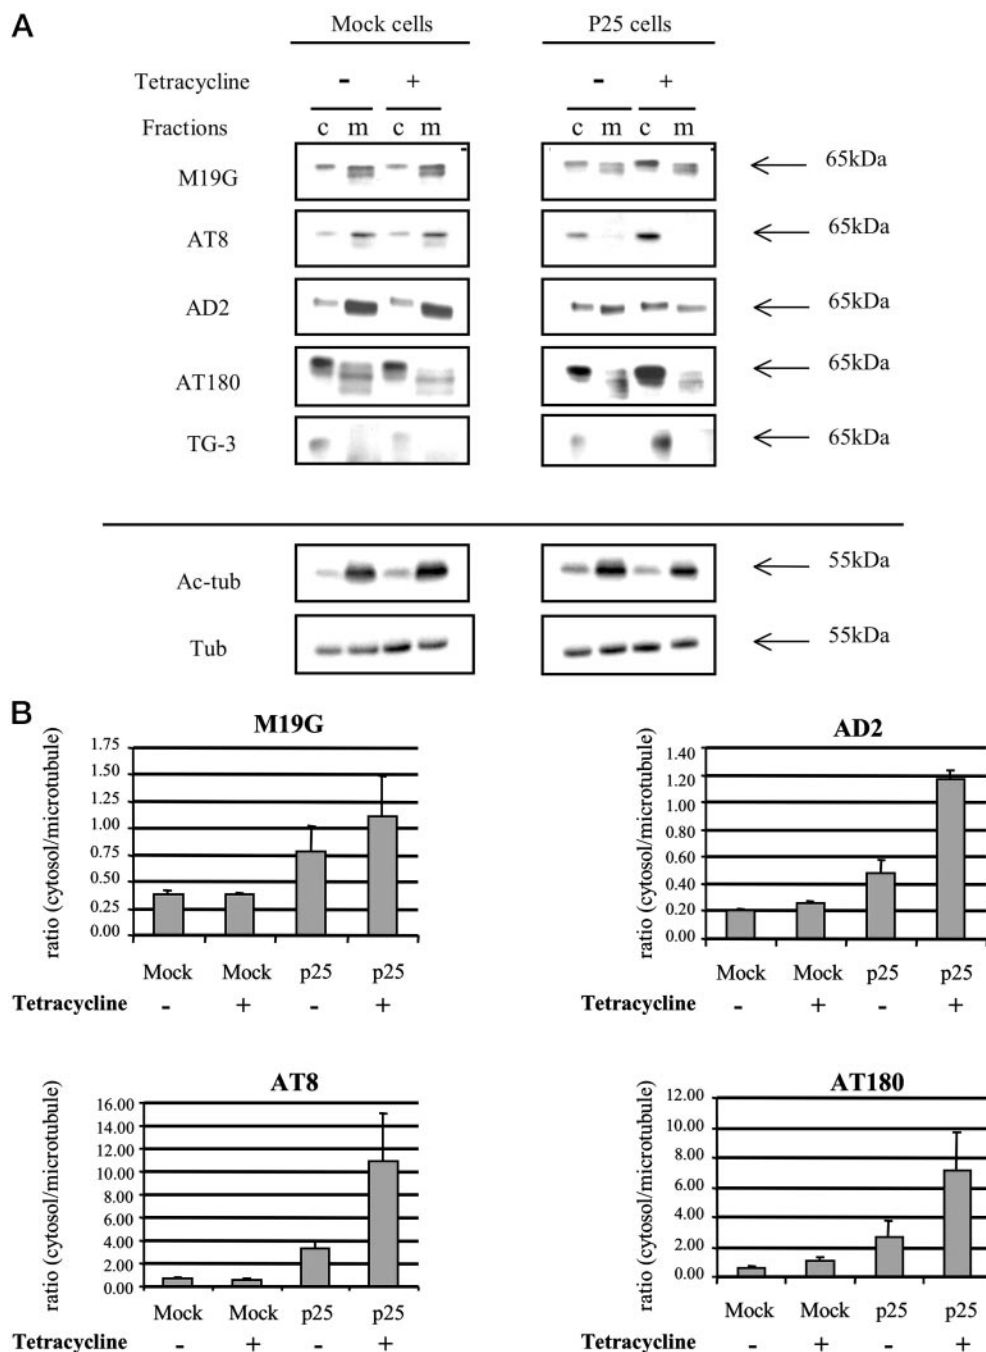 A
Mock cells P25 cells
Tetracycline - + - +
Fractions c m c m c m c m
M19G 65kDa
AT8 65kDa
AD2 65kDa
AT180 65kDa
TG-3 65kDa
Ac-tub 55kDa
Tub 55kDa
B
M19G
ratio (cytosol/microtubule)
1.75
1.50
1.25
1.00
0.75
0.50
0.25
0.00
Mock Mock p25 p25
Tetracycline - + - +
AD2
ratio (cytosol/microtubule)
1.40
1.20
1.00
0.80
0.60
0.40
0.20
0.00
Mock Mock p25 p25
Tetracycline - + - +
AT8
ratio (cytosol/microtubule)
16.00
14.00
12.00
10.00
8.00
6.00
4.00
2.00
0.00
Mock Mock p25 p25
Tetracycline - + - +
AT180
ratio (cytosol/microtubule)
12.00
10.00
8.00
6.00
4.00
2.00
0.00
Mock Mock p25 p25
Tetracycline - + - +